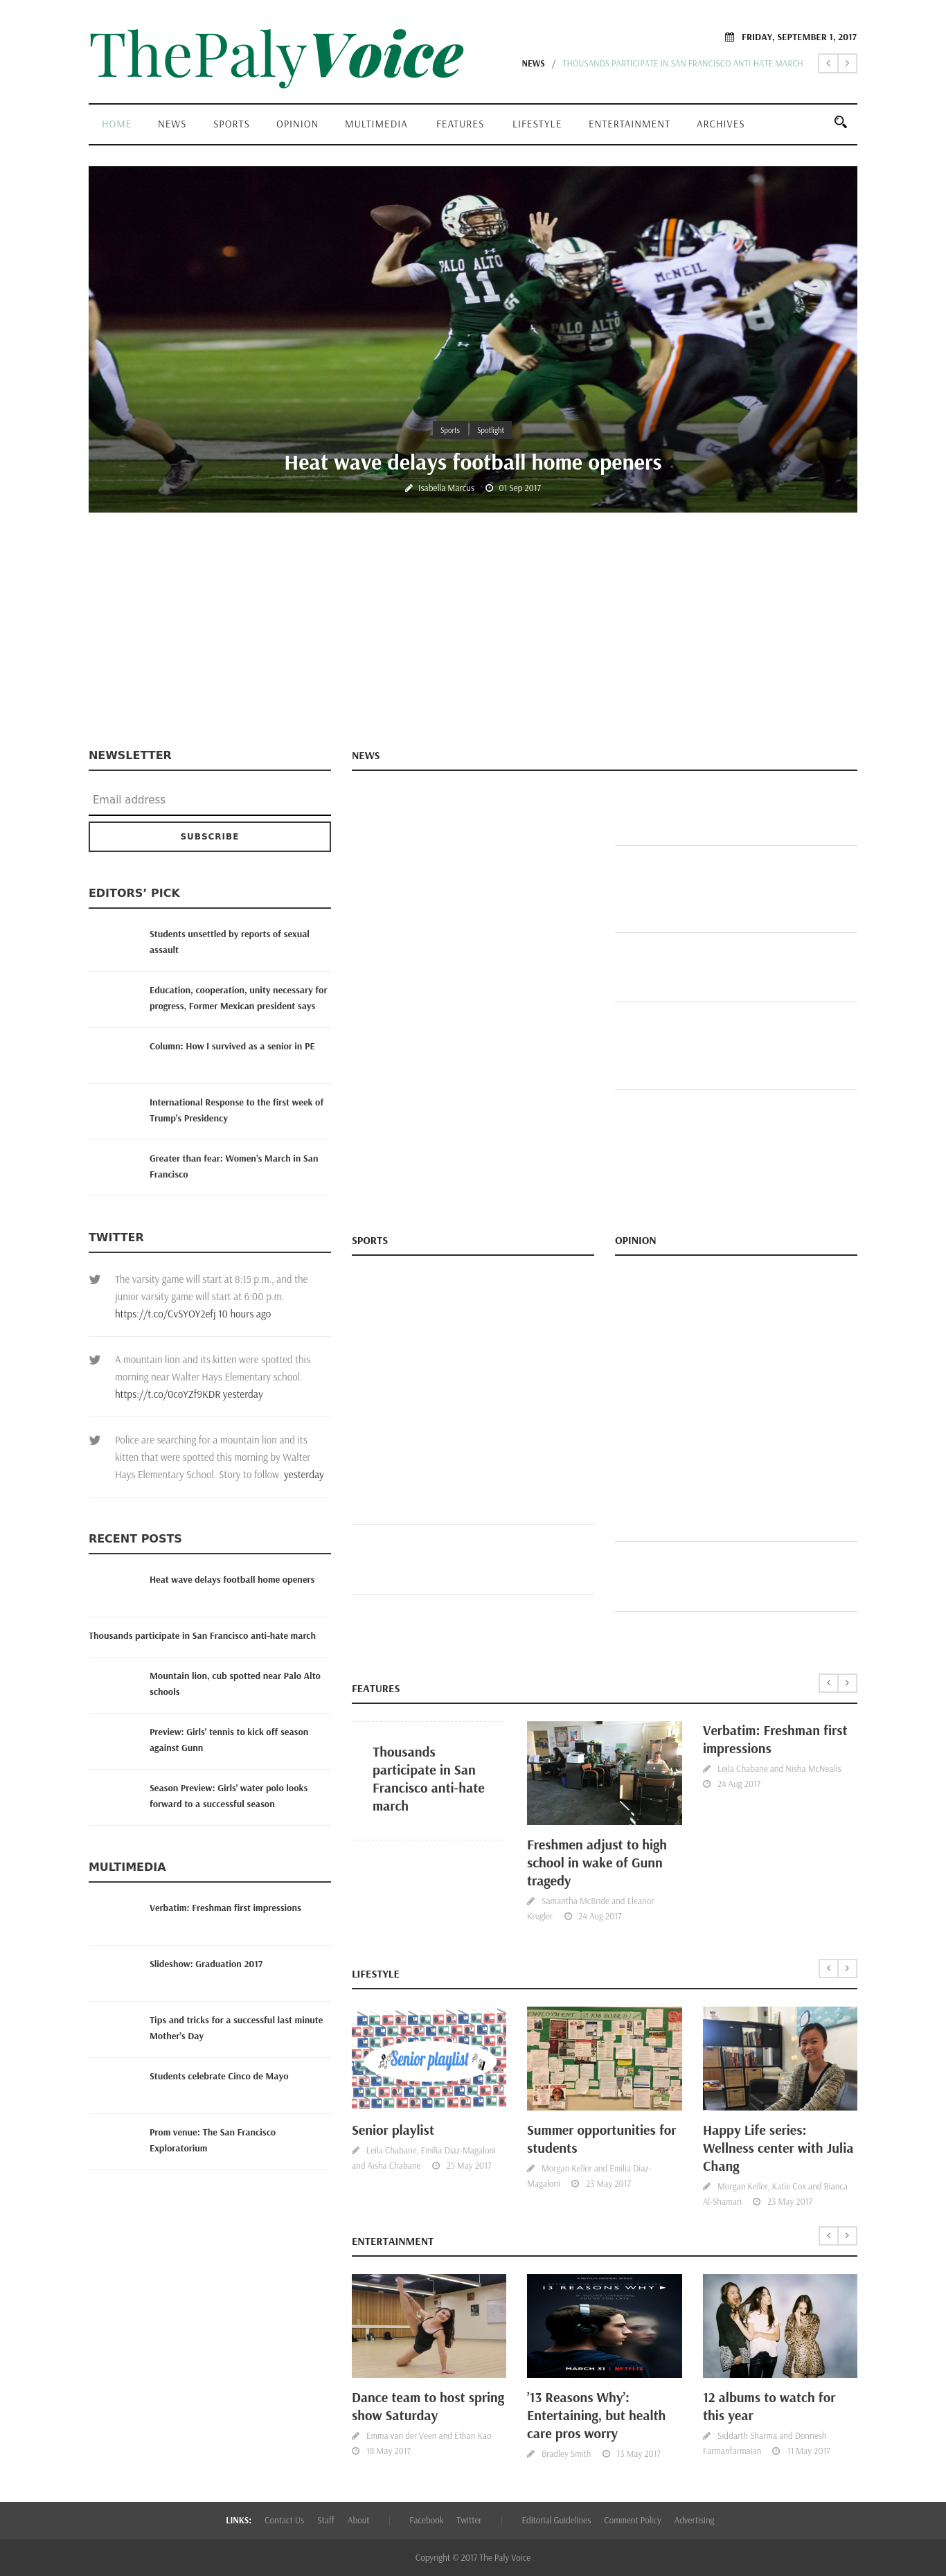 ThePalyVoice
FRIDAY, SEPTEMBER 1, 2017
NEWS / THOUSANDS PARTICIPATE IN SAN FRANCISCO ANTI-HATE MARCH
HOME NEWS SPORTS OPINION MULTIMEDIA FEATURES LIFESTYLE ENTERTAINMENT ARCHIVES
PALO ALTO
11
PALO ALTO
55
MCNEIL
72
Sports Spotlight
Heat wave delays football home openers
Isabella Marcus 01 Sep 2017
NEWSLETTER
Email address
SUBSCRIBE
EDITORS’ PICK
Students unsettled by reports of sexual
assault
Education, cooperation, unity necessary for
progress, Former Mexican president says
Column: How I survived as a senior in PE
International Response to the first week of
Trump's Presidency
Greater than fear: Women's March in San
Francisco
TWITTER
The varsity game will start at 8:15 p.m., and the
junior varsity game will start at 6:00 p.m.
https://t.co/CvSYOY2efj 10 hours ago
A mountain lion and its kitten were spotted this
morning near Walter Hays Elementary school.
https://t.co/0coYZf9KDR yesterday
Police are searching for a mountain lion and its
kitten that were spotted this morning by Walter
Hays Elementary School. Story to follow. yesterday
RECENT POSTS
Heat wave delays football home openers
Thousands participate in San Francisco anti-hate march
Mountain lion, cub spotted near Palo Alto
schools
Preview: Girls' tennis to kick off season
against Gunn
Season Preview: Girls' water polo looks
forward to a successful season
MULTIMEDIA
Verbatim: Freshman first impressions
Slideshow: Graduation 2017
Tips and tricks for a successful last minute
Mother's Day
Students celebrate Cinco de Mayo
Prom venue: The San Francisco
Exploratorium
NEWS
SPORTS
OPINION
FEATURES
Thousands
participate in San
Francisco anti-hate
march
Freshmen adjust to high
school in wake of Gunn
tragedy
Samantha McBride and Eleanor
Krugler 24 Aug 2017
Verbatim: Freshman first
impressions
Leila Chabane and Nisha McNealis
24 Aug 2017
LIFESTYLE
Senior playlist
Senior playlist
Leila Chabane, Emilia Diaz-Magaloni
and Aisha Chabane 25 May 2017
EMPLOYMENT JOB BOARD
Summer opportunities for
students
Morgan Keller and Emilia Diaz-
Magaloni 23 May 2017
Happy Life series:
Wellness center with Julia
Chang
Morgan Keller, Katie Cox and Bianca
Al-Shamari 23 May 2017
ENTERTAINMENT
Dance team to host spring
show Saturday
Emma van der Veen and Ethan Kao
18 May 2017
A NETFLIX ORIGINAL SERIES
13 REASONS WHY
MARCH 31 | NETFLIX
’13 Reasons Why’:
Entertaining, but health
care pros worry
Bradley Smith 13 May 2017
12 albums to watch for
this year
Siddarth Sharma and Donnesh
Farmanfarmaian 11 May 2017
LINKS: Contact Us Staff About | Facebook Twitter | Editorial Guidelines Comment Policy Advertising
Copyright © 2017 The Paly Voice